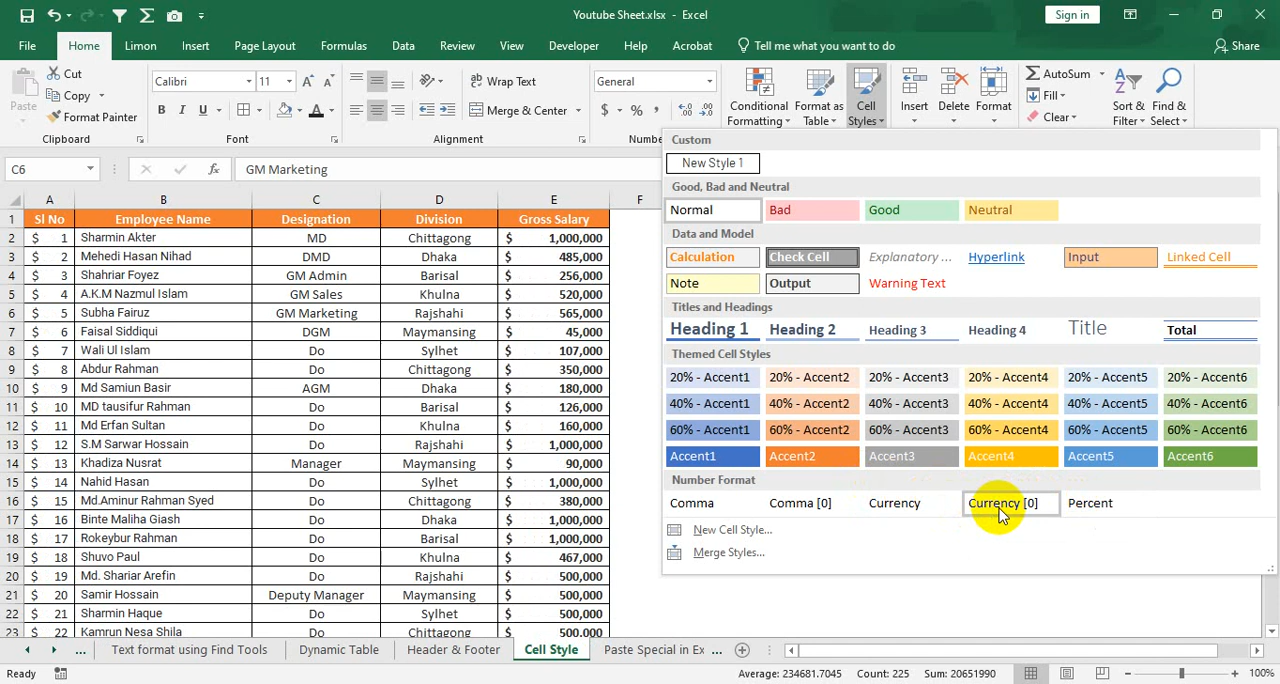 Youtube Sheet.xlsx - Excel
Sign in
File Home Limon Insert Page Layout Formulas Data Review View Developer Help Acrobat Tell me what you want to do Share
Paste
Cut
Copy
Format Painter
Clipboard
Calibri 11
B I U
Font
Wrap Text
Merge & Center
Alignment
General
$ %
Numbe
Conditional Formatting
Format as Table
Cell Styles
Insert
Delete
Format
AutoSum
Fill
Clear
Sort & Filter
Find & Select
C6 fx GM Marketing
A B C D E F
1 Sl No Employee Name Designation Division Gross Salary
2 $ 1 Sharmin Akter MD Chittagong $ 1,000,000
3 $ 2 Mehedi Hasan Nihad DMD Dhaka $ 485,000
4 $ 3 Shahriar Foyez GM Admin Barisal $ 256,000
5 $ 4 A.K.M Nazmul Islam GM Sales Khulna $ 520,000
6 $ 5 Subha Fairuz GM Marketing Rajshahi $ 565,000
7 $ 6 Faisal Siddiqui DGM Maymansing $ 45,000
8 $ 7 Wali Ul Islam Do Sylhet $ 107,000
9 $ 8 Abdur Rahman Do Chittagong $ 350,000
10 $ 9 Md Samiun Basir AGM Dhaka $ 180,000
11 $ 10 MD tausifur Rahman Do Barisal $ 126,000
12 $ 11 Md Erfan Sultan Do Khulna $ 160,000
13 $ 12 S.M Sarwar Hossain Do Rajshahi $ 1,000,000
14 $ 13 Khadiza Nusrat Manager Maymansing $ 90,000
15 $ 14 Nahid Hasan Do Sylhet $ 1,000,000
16 $ 15 Md.Aminur Rahman Syed Do Chittagong $ 380,000
17 $ 16 Binte Maliha Giash Do Dhaka $ 1,000,000
18 $ 17 Rokeybur Rahman Do Barisal $ 1,000,000
19 $ 18 Shuvo Paul Do Khulna $ 467,000
20 $ 19 Md. Shariar Arefin Do Rajshahi $ 500,000
21 $ 20 Samir Hossain Deputy Manager Maymansing $ 500,000
22 $ 21 Sharmin Haque Do Sylhet $ 500,000
23 $ 22 Kamrun Nesa Shila Do Chittagong $ 500,000
Custom
New Style 1
Good, Bad and Neutral
Normal Bad Good Neutral
Data and Model
Calculation Check Cell Explanatory ... Hyperlink Input Linked Cell
Note Output Warning Text
Titles and Headings
Heading 1 Heading 2 Heading 3 Heading 4 Title Total
Themed Cell Styles
20% - Accent1 20% - Accent2 20% - Accent3 20% - Accent4 20% - Accent5 20% - Accent6
40% - Accent1 40% - Accent2 40% - Accent3 40% - Accent4 40% - Accent5 40% - Accent6
60% - Accent1 60% - Accent2 60% - Accent3 60% - Accent4 60% - Accent5 60% - Accent6
Accent1 Accent2 Accent3 Accent4 Accent5 Accent6
Number Format
Comma Comma [0] Currency Currency [0] Percent
New Cell Style...
Merge Styles...
... Text format using Find Tools Dynamic Table Header & Footer Cell Style Paste Special in Ex ...
Ready Average: 234681.7045 Count: 225 Sum: 20651990 100%